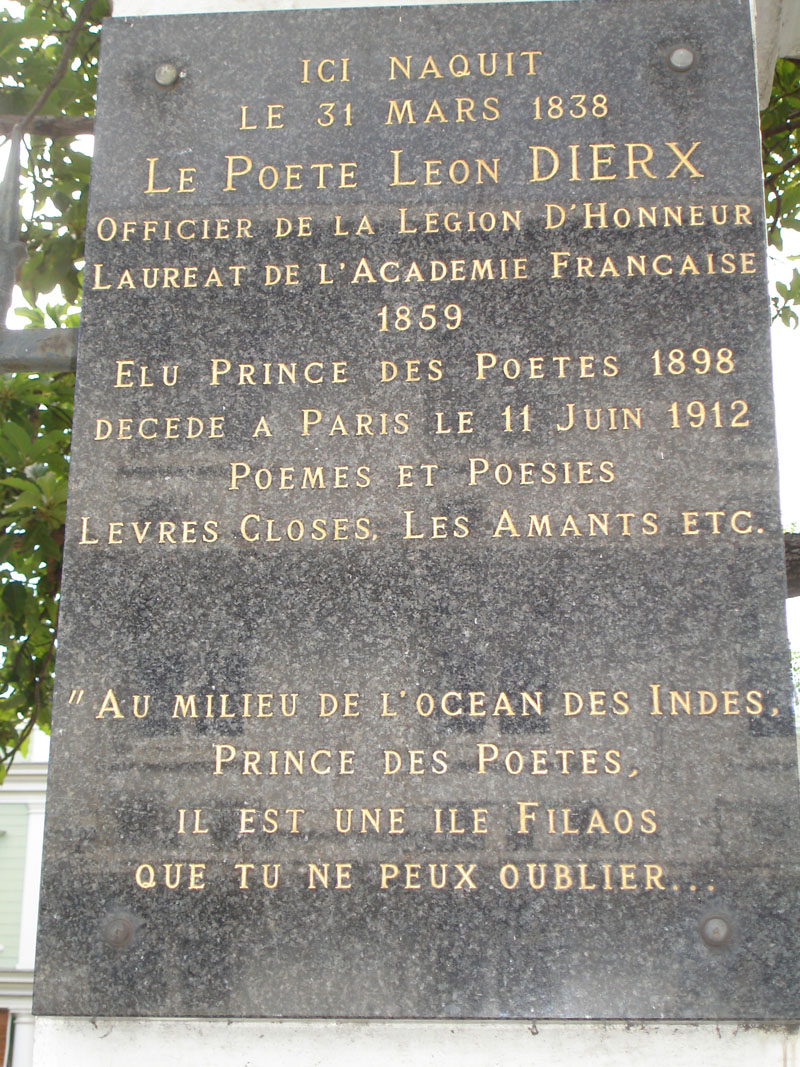 ICI NAQUIT
LE 31 MARS 1838
LE POETE LEON DIERX
OFFICIER DE LA LEGION D'HONNEUR
LAUREAT DE L'ACADEMIE FRANCAISE
1859
ELU PRINCE DES POETES 1898
DECEDE A PARIS LE 11 JUIN 1912
POEMES ET POESIES
LEVRES CLOSES, LES AMANTS ETC.
"AU MILIEU DE L'OCEAN DES INDES,
PRINCE DES POETES,
IL EST UNE ILE FILAOS
QUE TU NE PEUX OUBLIER...